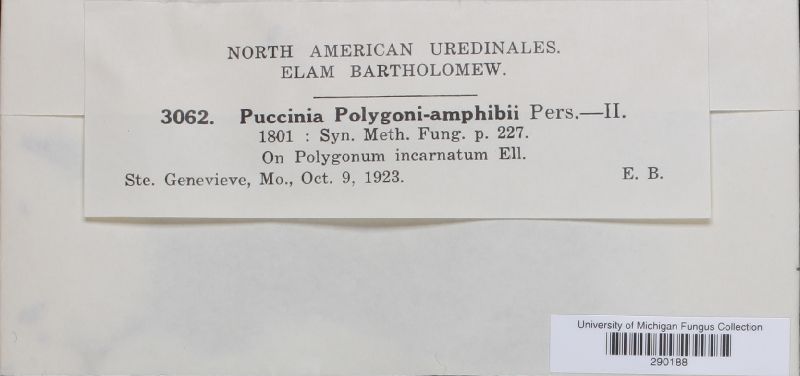 NORTH AMERICAN UREDINALES.
ELAM BARTHOLOMEW.
3062. Puccinia Polygoni-amphibii Pers.—II.
1801 : Syn. Meth. Fung. p. 227.
On Polygonum incarnatum Ell.
Ste. Genevieve, Mo., Oct. 9, 1923. E. B.
University of Michigan Fungus Collection
290188